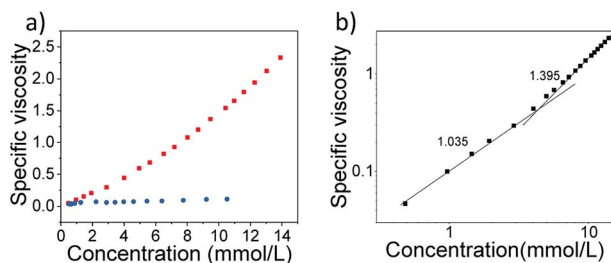 a)
Specific viscosity
2.5
2.0
1.5
1.0
0.5
0.0
0 2 4 6 8 10 12 14
Concentration (mmol/L)
b)
Specific viscosity
1
0.1
1.395
1.035
1 10
Concentration(mmol/L)